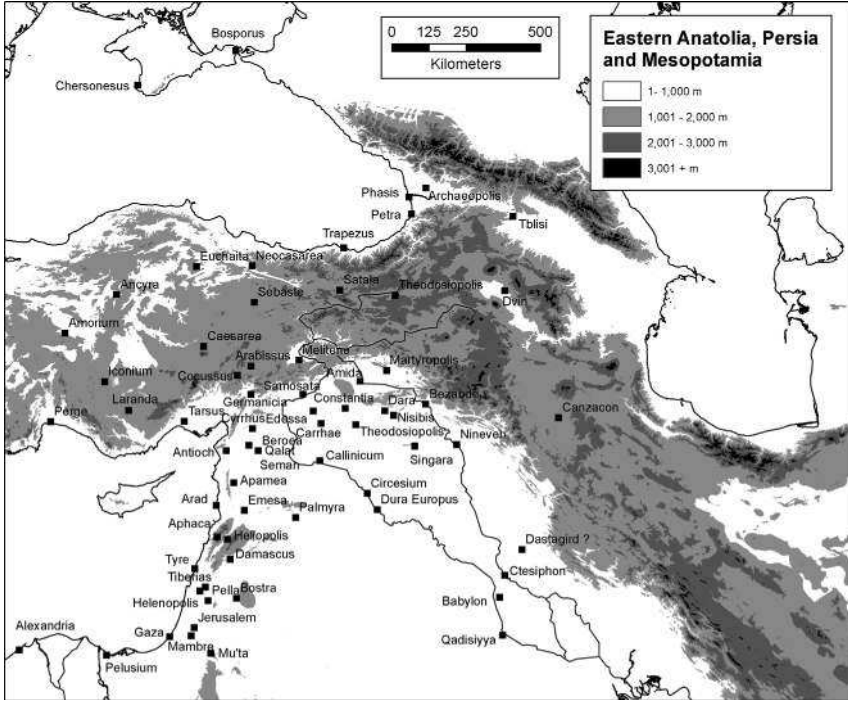 Bosporus
Chersonesus
0 125 250 500
Kilometers
Eastern Anatolia, Persia
and Mesopotamia
1- 1,000 m
1,001 - 2,000 m
2,001 - 3,000 m
3,001 + m
Phasis
Archaeopolis
Petra
Tblisi
Trapezus
Euchaita
Neocasarea
Ancyra
Satala
Theodosiopolis
Sebaste
Dvin
Amorium
Caesarea
Arabissus
Melitene
Martyropolis
Iconium
Cocussus
Amida
Samosata
Bezabde
Laranda
Germanicia
Constantia
Dara
Canzacon
Perge
Tarsus
Cyrrhus
Edessa
Nisibis
Carrhae
Theodosiopolis
Nineveh
Antioch
Beroea
Qalat
Seman
Callinicum
Singara
Apamea
Circesium
Arad
Emesa
Palmyra
Dura Europus
Aphaca
Heliopolis
Damascus
Dastagird ?
Tyre
Tiberias
Ctesiphon
Pella
Bostra
Helenopolis
Babylon
Jerusalem
Alexandria
Gaza
Mambre
Qadisiyya
Mu'ta
Pelusium